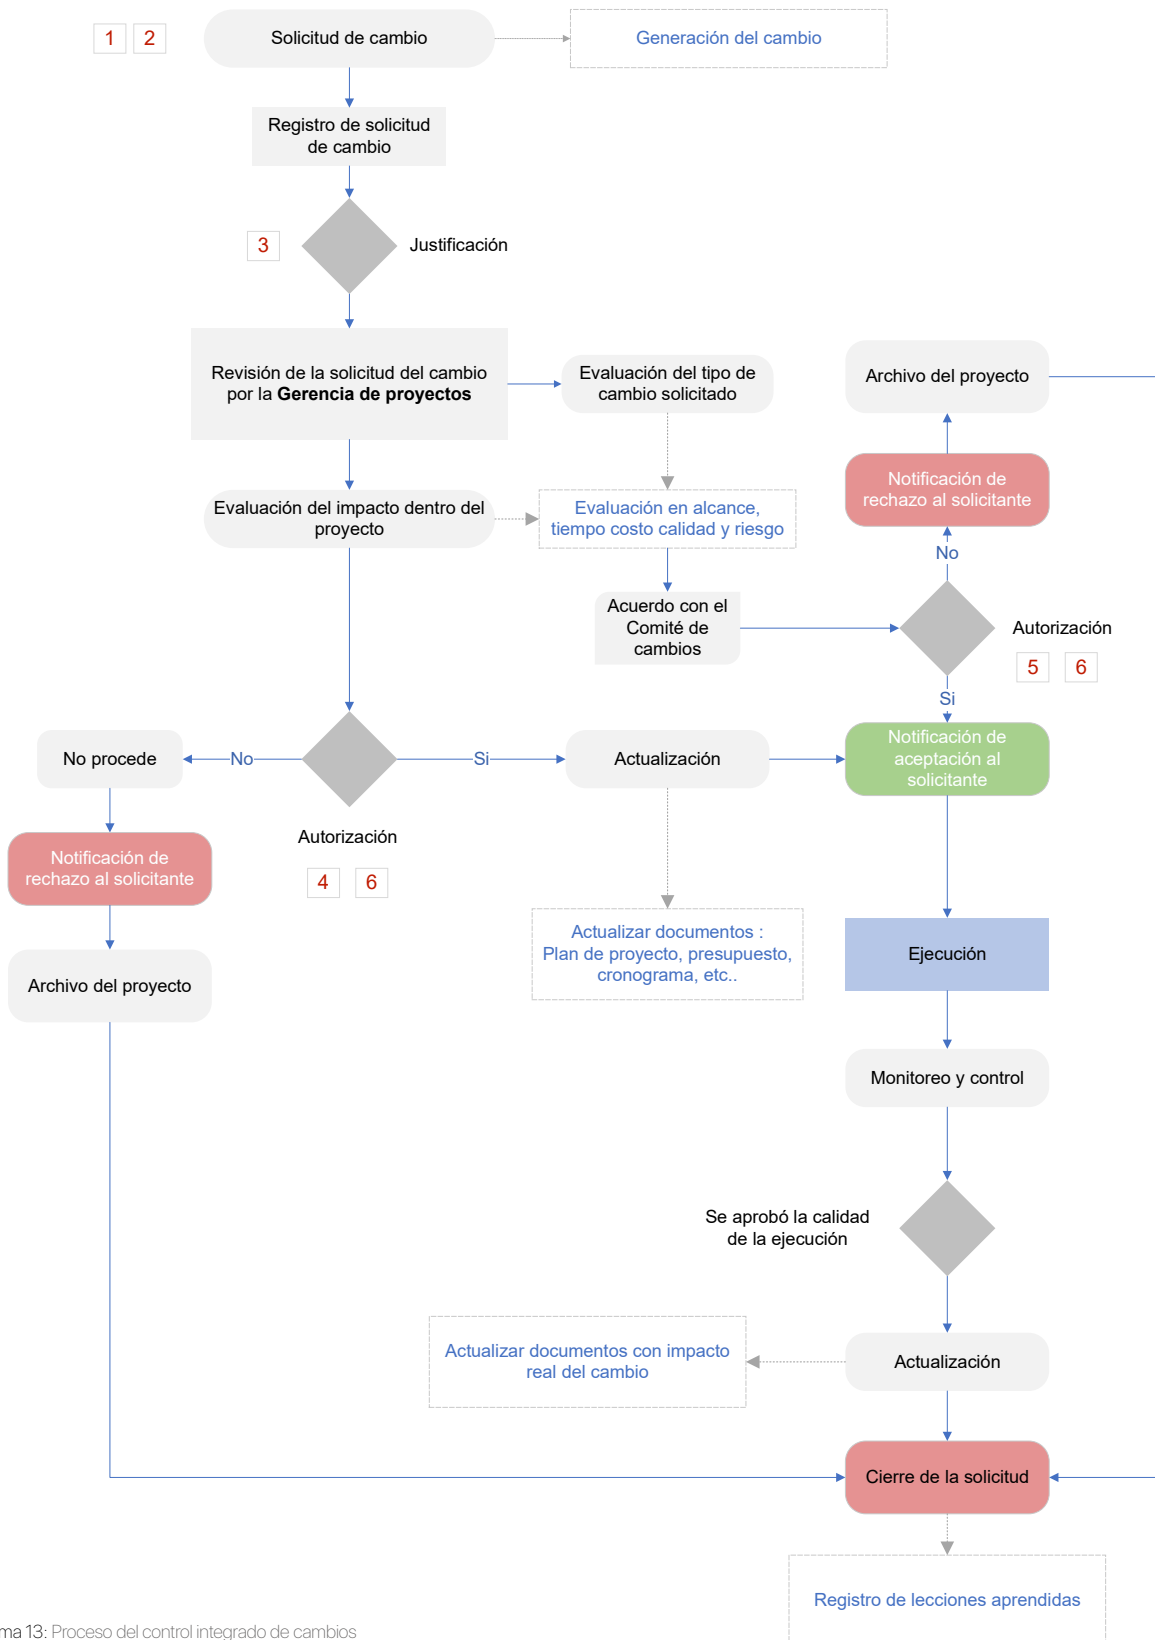 1 2
Solicitud de cambio
Generación del cambio
Registro de solicitud
de cambio
3
Justificación
Revisión de la solicitud del cambio
por la Gerencia de proyectos
Evaluación del tipo de
cambio solicitado
Archivo del proyecto
Notificación de
rechazo al solicitante
Evaluación del impacto dentro del
proyecto
Evaluación en alcance,
tiempo costo calidad y riesgo
No
Acuerdo con el
Comité de
cambios
Autorización
5 6
Si
No procede
No
Si
Actualización
Notificación de
aceptación al
solicitante
Autorización
4 6
Notificación de
rechazo al solicitante
Actualizar documentos :
Plan de proyecto, presupuesto,
cronograma, etc..
Ejecución
Archivo del proyecto
Monitoreo y control
Se aprobó la calidad
de la ejecución
Actualizar documentos con impacto
real del cambio
Actualización
Cierre de la solicitud
Registro de lecciones aprendidas
ma 13: Proceso del control integrado de cambios